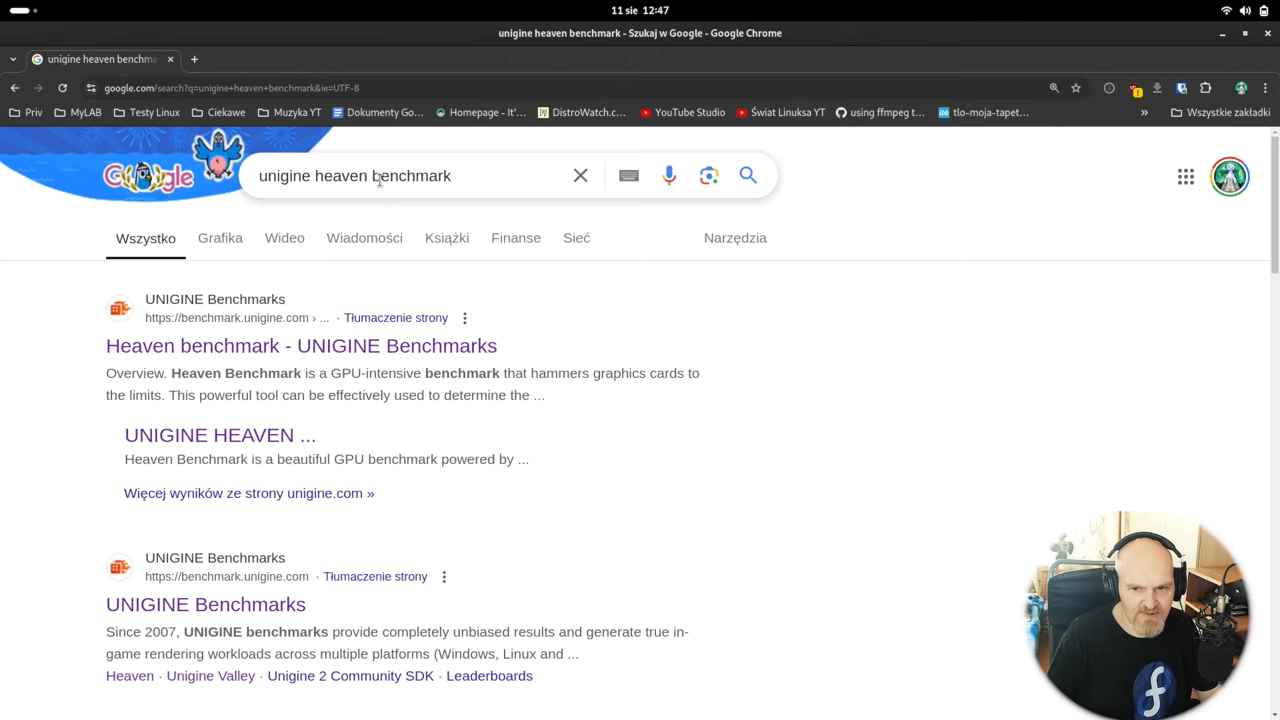 11 sie 12:47
unigine heaven benchmark - Szukaj w Google - Google Chrome
unigine heaven benchma
google.com/search?q=unigine+heaven+benchmark&ie=UTF-8
Priv MyLAB Testy Linux Ciekawe Muzyka YT Dokumenty Go... Homepage - It'... DistroWatch.c... YouTube Studio Świat Linuksa YT using ffmpeg t... tlo-moja-tapet... » Wszystkie zakładki
Google unigine heaven benchmark
Wszystko Grafika Wideo Wiadomości Książki Finanse Sieć Narzędzia
UNIGINE Benchmarks
https://benchmark.unigine.com › ... · Tłumaczenie strony
Heaven benchmark - UNIGINE Benchmarks
Overview. Heaven Benchmark is a GPU-intensive benchmark that hammers graphics cards to
the limits. This powerful tool can be effectively used to determine the ...
UNIGINE HEAVEN ...
Heaven Benchmark is a beautiful GPU benchmark powered by ...
Więcej wyników ze strony unigine.com »
UNIGINE Benchmarks
https://benchmark.unigine.com · Tłumaczenie strony
UNIGINE Benchmarks
Since 2007, UNIGINE benchmarks provide completely unbiased results and generate true in-
game rendering workloads across multiple platforms (Windows, Linux and ...
Heaven · Unigine Valley · Unigine 2 Community SDK · Leaderboards